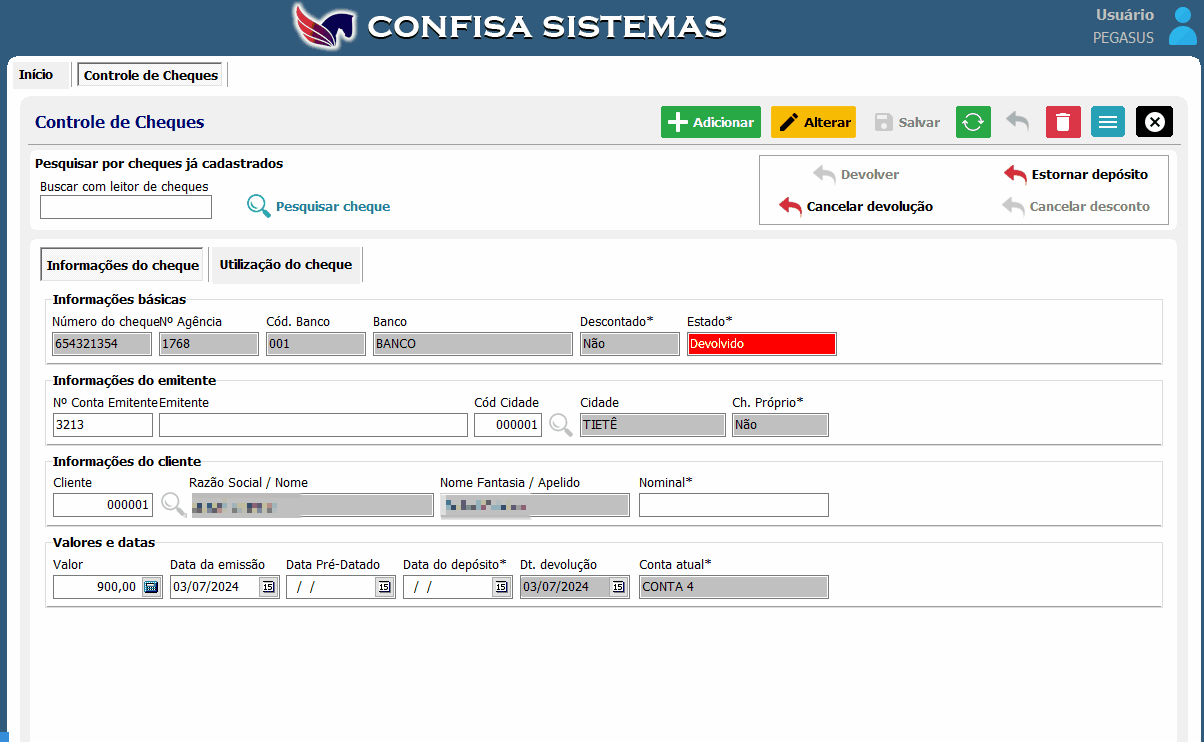 CONFISA SISTEMAS
Usuário
PEGASUS
Início
Controle de Cheques
Controle de Cheques
Adicionar
Alterar
Salvar
Pesquisar por cheques já cadastrados
Buscar com leitor de cheques
Pesquisar cheque
Devolver
Estornar depósito
Cancelar devolução
Cancelar desconto
Informações do cheque
Utilização do cheque
Informações básicas
Número do cheque Nº Agência Cód. Banco Banco Descontado* Estado*
654321354 1768 001 BANCO Não Devolvido
Informações do emitente
Nº Conta Emitente Emitente Cód Cidade Cidade Ch. Próprio*
3213 000001 TIETÊ Não
Informações do cliente
Cliente Razão Social / Nome Nome Fantasia / Apelido Nominal*
000001
Valores e datas
Valor Data da emissão Data Pré-Datado Data do depósito* Dt. devolução Conta atual*
900,00 03/07/2024 15 / / 15 / / 15 03/07/2024 15 CONTA 4